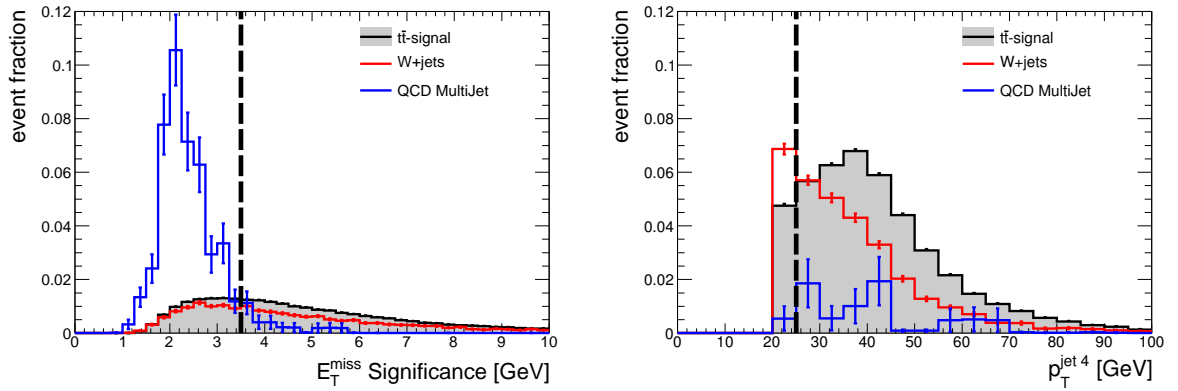 event fraction
0.12
0.1
0.08
0.06
0.04
0.02
0
tt̄-signal
W+jets
QCD MultiJet
0 1 2 3 4 5 6 7 8 9 10
E_T^miss Significance [GeV]
event fraction
0.12
0.1
0.08
0.06
0.04
0.02
0
tt̄-signal
W+jets
QCD MultiJet
0 10 20 30 40 50 60 70 80 90 100
p_T^jet 4 [GeV]